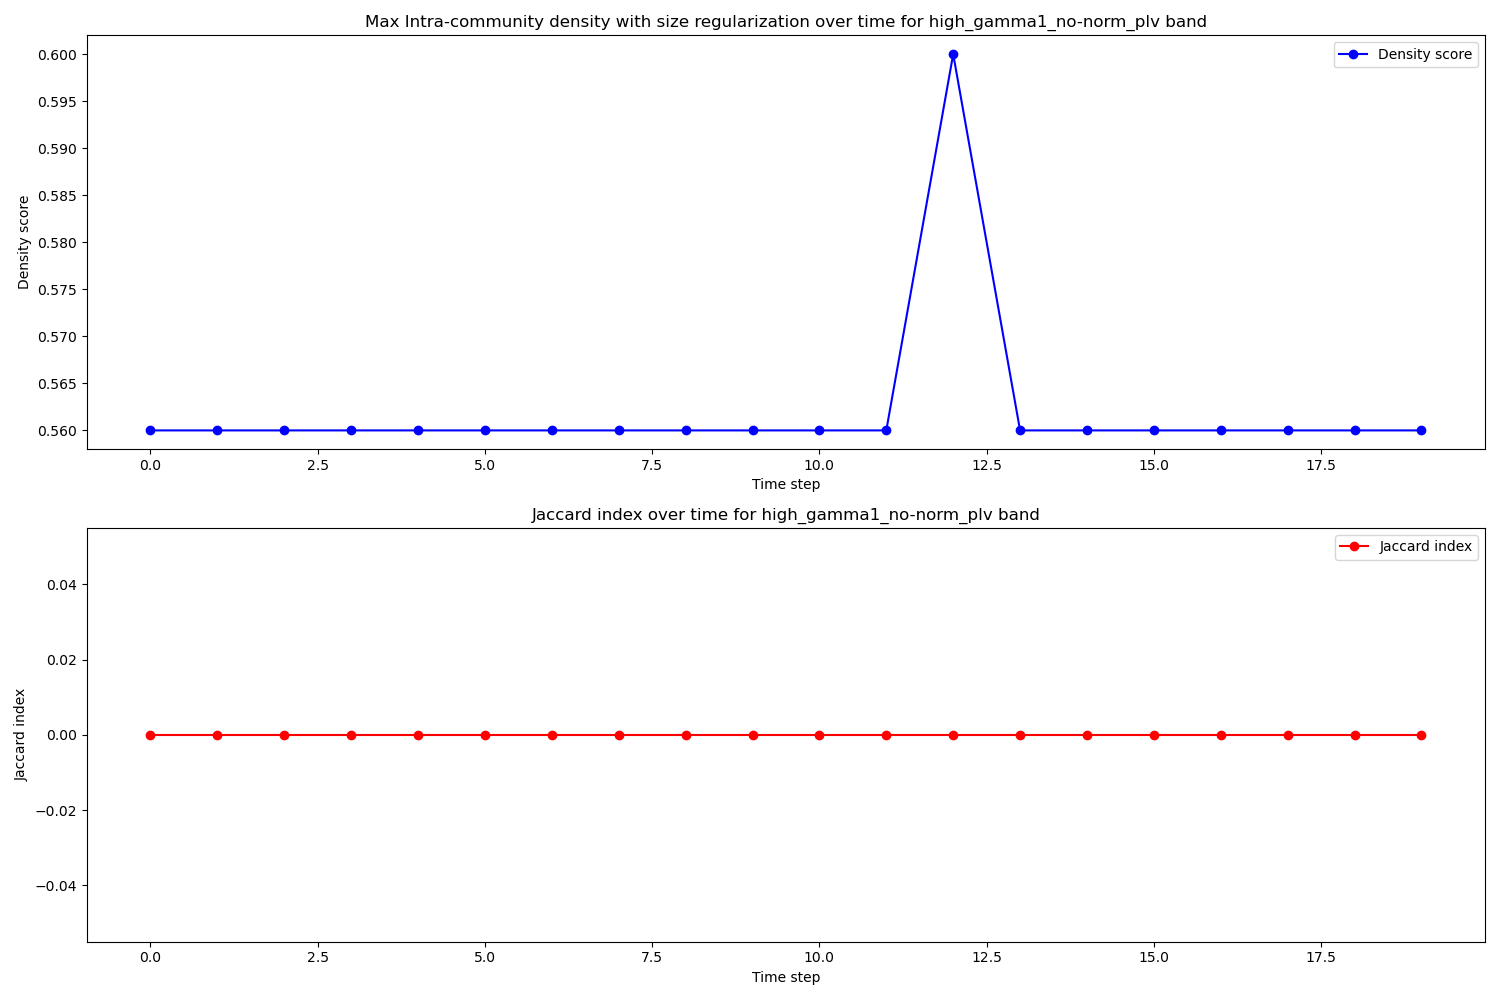 Max Intra-community density with size regularization over time for high_gamma1_no-norm_plv band
Density score
0.600
0.595
0.590
0.585
0.580
0.575
0.570
0.565
0.560
Density score
0.0 2.5 5.0 7.5 10.0 12.5 15.0 17.5
Time step
Jaccard index over time for high_gamma1_no-norm_plv band
Jaccard index
0.04
0.02
0.00
−0.02
−0.04
Jaccard index
0.0 2.5 5.0 7.5 10.0 12.5 15.0 17.5
Time step